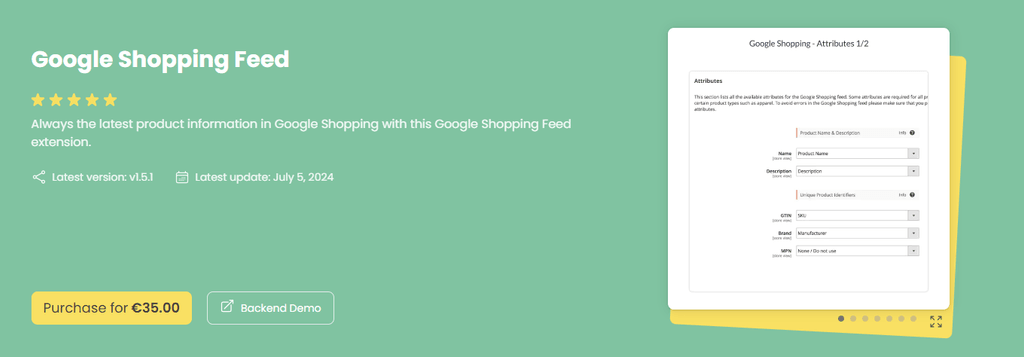 Google Shopping Feed
Always the latest product information in Google Shopping with this Google Shopping Feed
extension.
Latest version: v1.5.1
Latest update: July 5, 2024
Purchase for €35.00
Backend Demo
Google Shopping - Attributes 1/2
Attributes
This section lists all the available attributes for the Google Shopping feed. Some attributes are required for all pr
certain product types such as apparel. To avoid errors in the Google Shopping feed please make sure that you p
attributes.
Product Name & Description Info
Name Product Name
[store view]
Description Description
[store view]
Unique Product Identifiers Info
GTIN SKU
[store view]
Brand Manufacturer
[store view]
MPN None / Do not use
[store view]